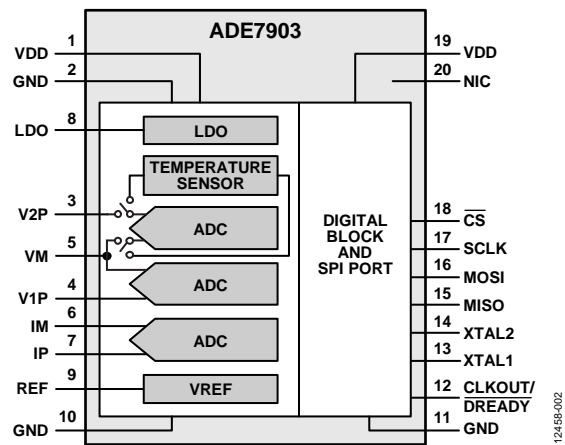 ADE7903
1
VDD
2
GND
8
LDO
3
V2P
5
VM
4
V1P
6
IM
7
IP
9
REF
10
GND
LDO
TEMPERATURE
SENSOR
ADC
ADC
ADC
VREF
DIGITAL
BLOCK
AND
SPI PORT
19
VDD
20
NIC
18
CS
17
SCLK
16
MOSI
15
MISO
14
XTAL2
13
XTAL1
12
CLKOUT/
DREADY
11
GND
12458-002